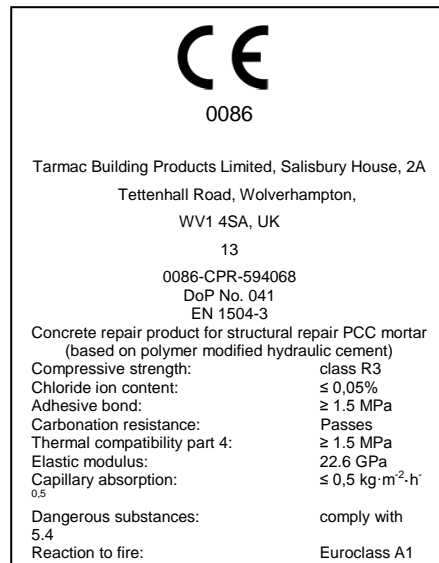 CE
0086
Tarmac Building Products Limited, Salisbury House, 2A
Tettenhall Road, Wolverhampton,
WV1 4SA, UK
13
0086-CPR-594068
DoP No. 041
EN 1504-3
Concrete repair product for structural repair PCC mortar
(based on polymer modified hydraulic cement)
Compressive strength: class R3
Chloride ion content: ≤ 0,05%
Adhesive bond: ≥ 1.5 MPa
Carbonation resistance: Passes
Thermal compatibility part 4: ≥ 1.5 MPa
Elastic modulus: 22.6 GPa
Capillary absorption: ≤ 0,5 kg·m⁻²·h⁻
0,5
Dangerous substances: comply with
5.4
Reaction to fire: Euroclass A1